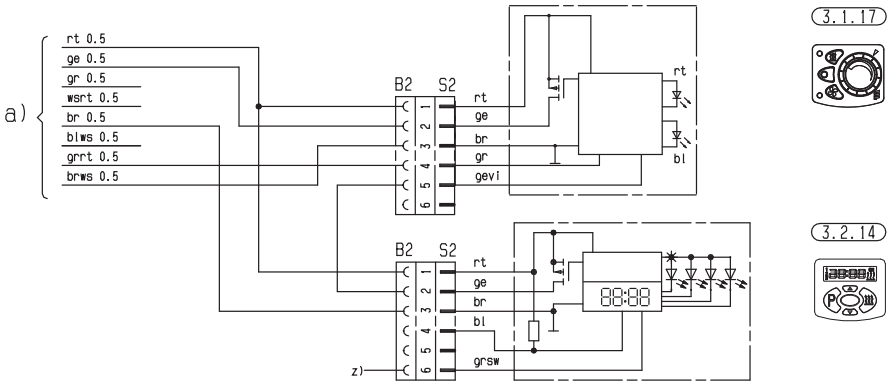 a)
rt 0.5
ge 0.5
gr 0.5
wsrt 0.5
br 0.5
blws 0.5
grrt 0.5
brws 0.5
B2 S2
1 rt
2 ge
3 br
4 gr
5 gevi
6
rt
bl
3.1.17
B2 S2
1 rt
2 ge
3 br
4 bl
5
z) 6 grsw
88:88
3.2.14
88:88
P